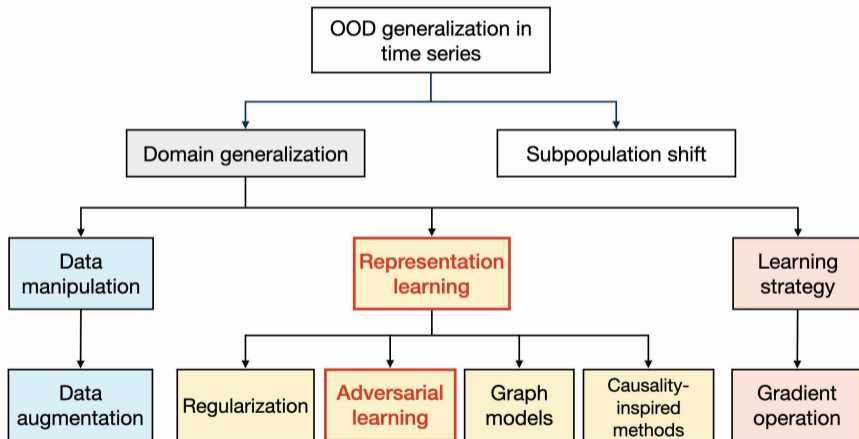 OOD generalization in
time series
Domain generalization
Subpopulation shift
Data
manipulation
Representation
learning
Learning
strategy
Data
augmentation
Regularization
Adversarial
learning
Graph
models
Causality-
inspired
methods
Gradient
operation